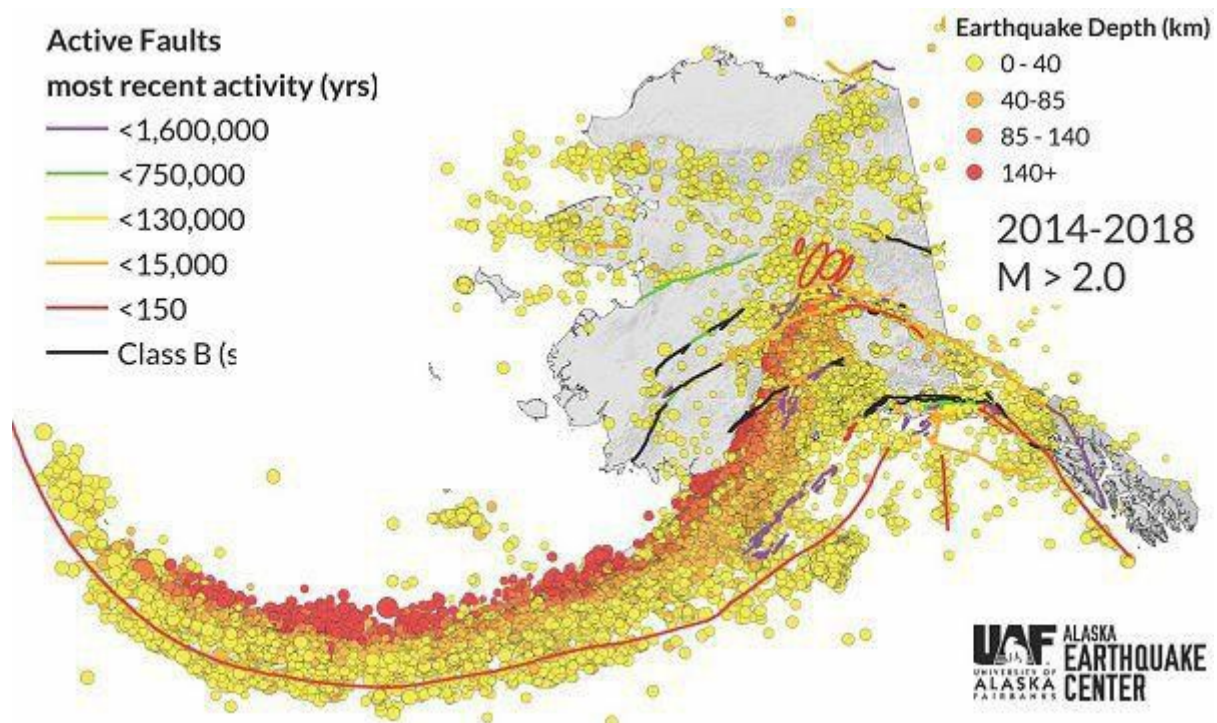 Active Faults
most recent activity (yrs)
<1,600,000
<750,000
<130,000
<15,000
<150
Class B (s
Earthquake Depth (km)
0 - 40
40-85
85 - 140
140+
2014-2018
M > 2.0
UAF
UNIVERSITY OF
ALASKA
FAIRBANKS
ALASKA
EARTHQUAKE
CENTER